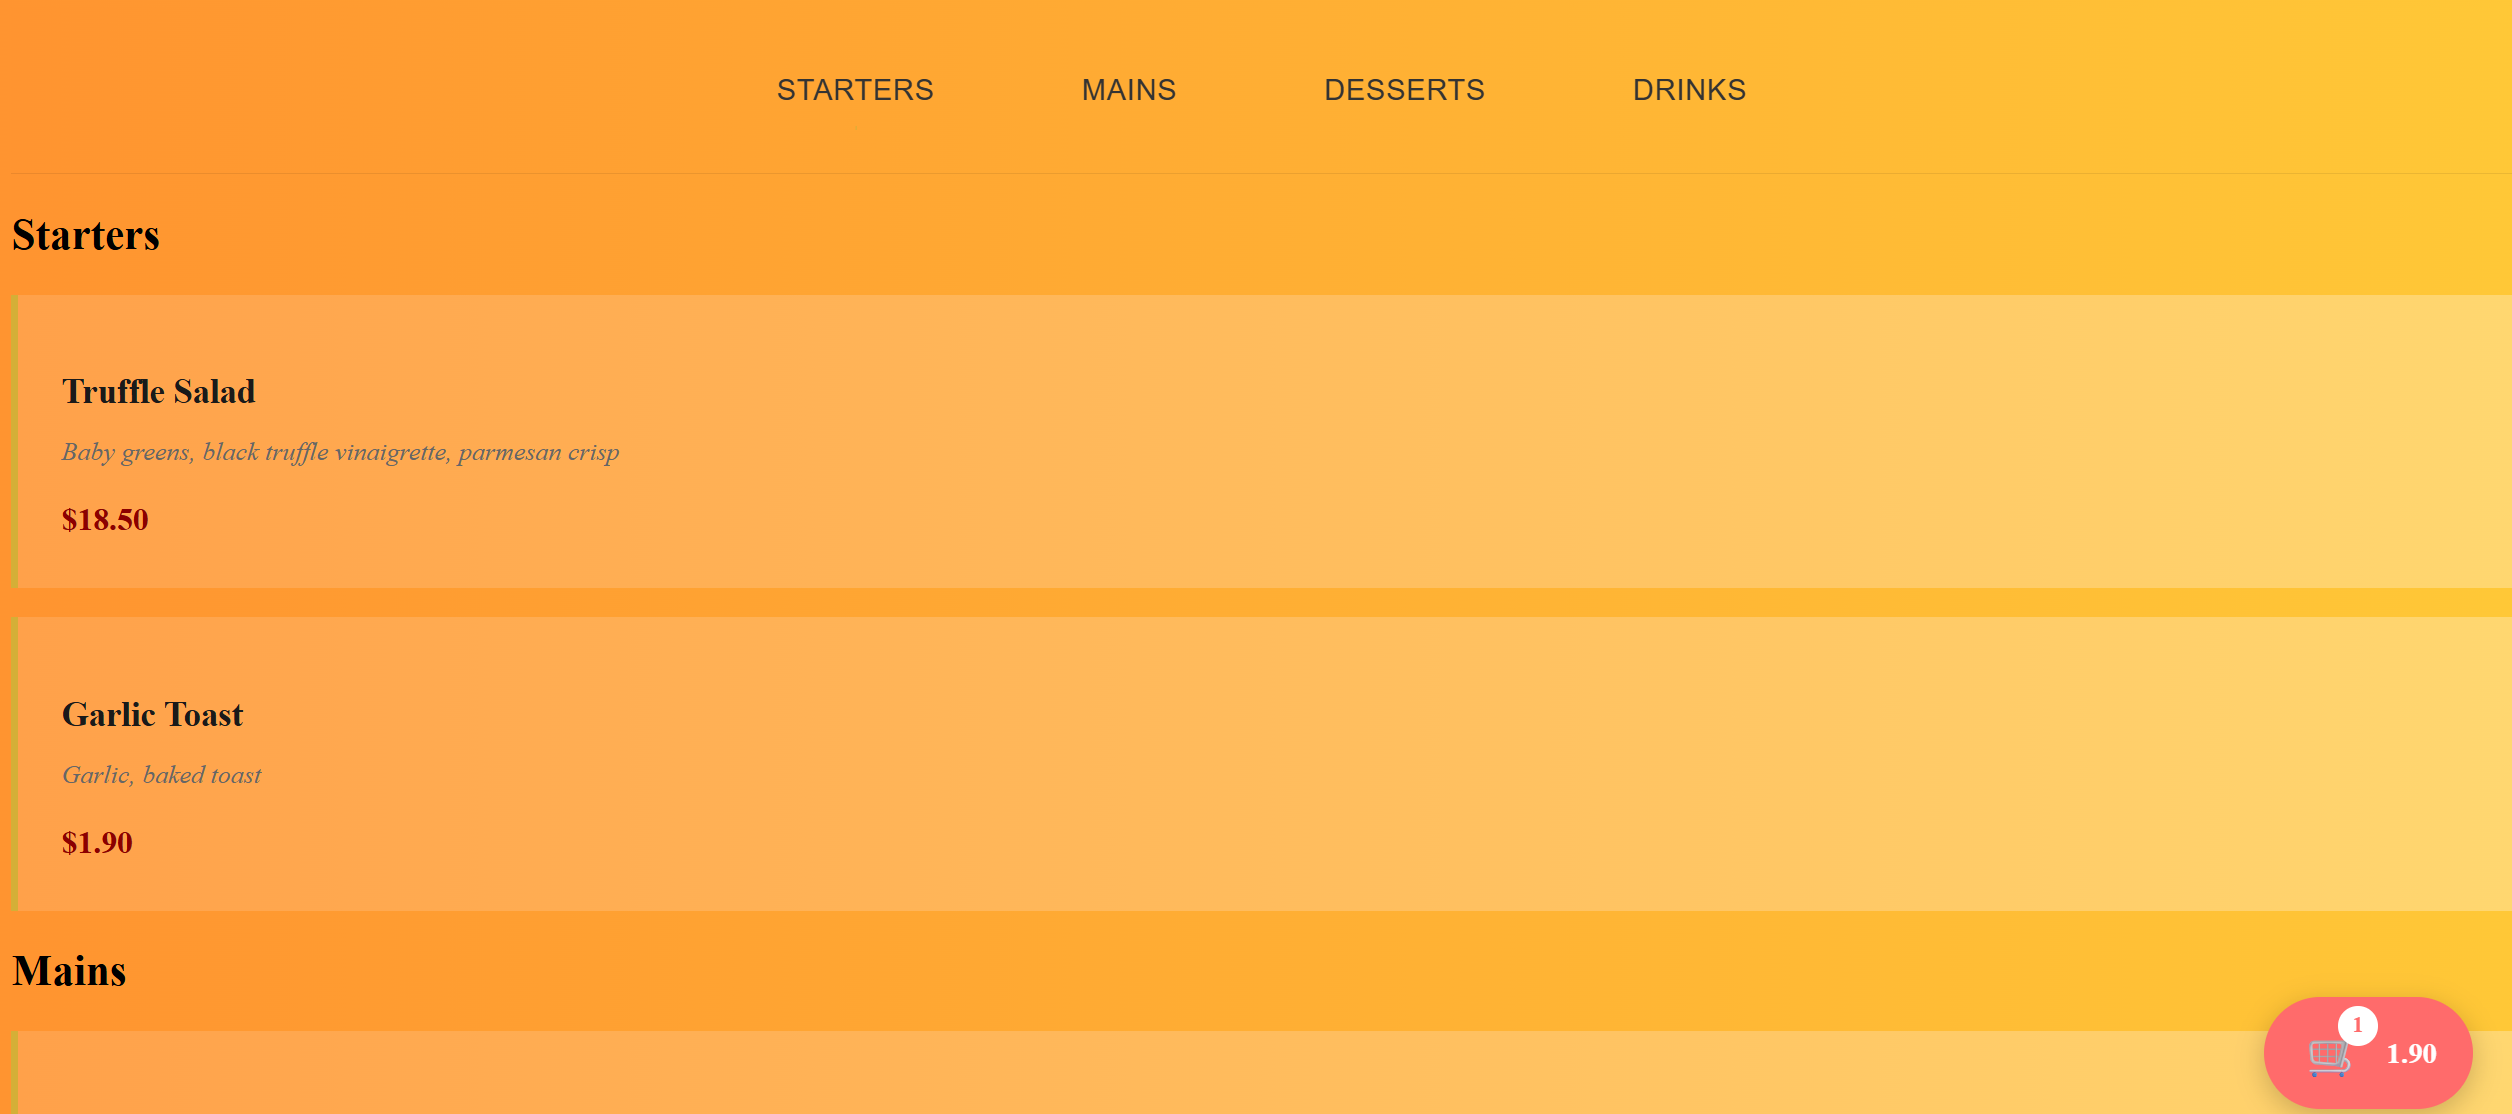 STARTERS MAINS DESSERTS DRINKS
Starters
Truffle Salad
Baby greens, black truffle vinaigrette, parmesan crisp
$18.50
Garlic Toast
Garlic, baked toast
$1.90
Mains
1
1.90